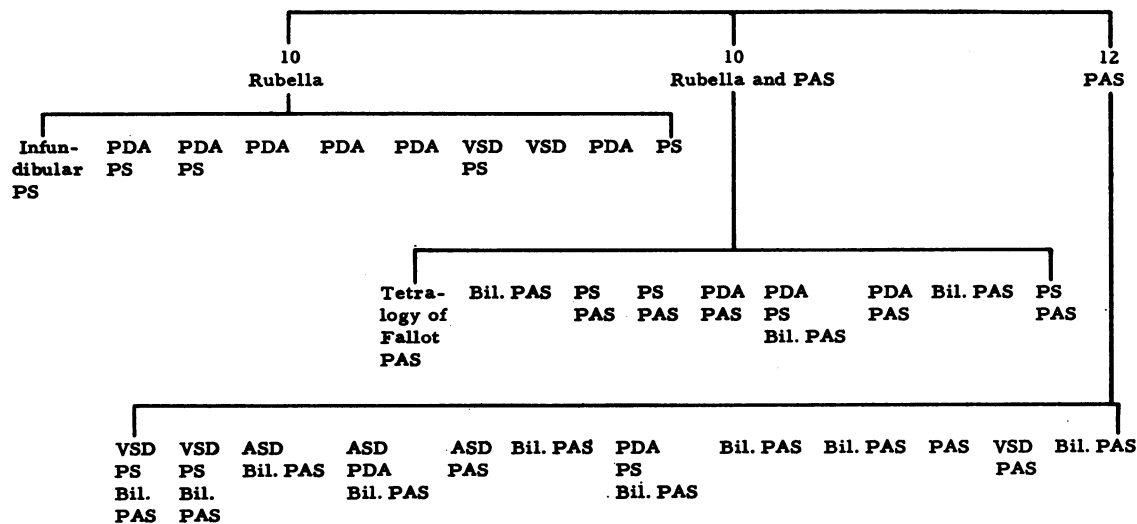 10 10 12
Rubella Rubella and PAS PAS
Infun- PDA PDA PDA PDA PDA VSD VSD PDA PS
dibular PS PS PS
PS
Tetra- Bil. PAS PS PS PDA PDA PDA Bil. PAS PS
logy of PAS PAS PAS PS PAS PAS
Fallot Bil. PAS
PAS
VSD VSD ASD ASD ASD Bil. PAS PDA Bil. PAS Bil. PAS PAS VSD Bil. PAS
PS PS Bil. PAS PDA PAS PS PAS
Bil. Bil. Bil. PAS Bil. PAS
PAS PAS